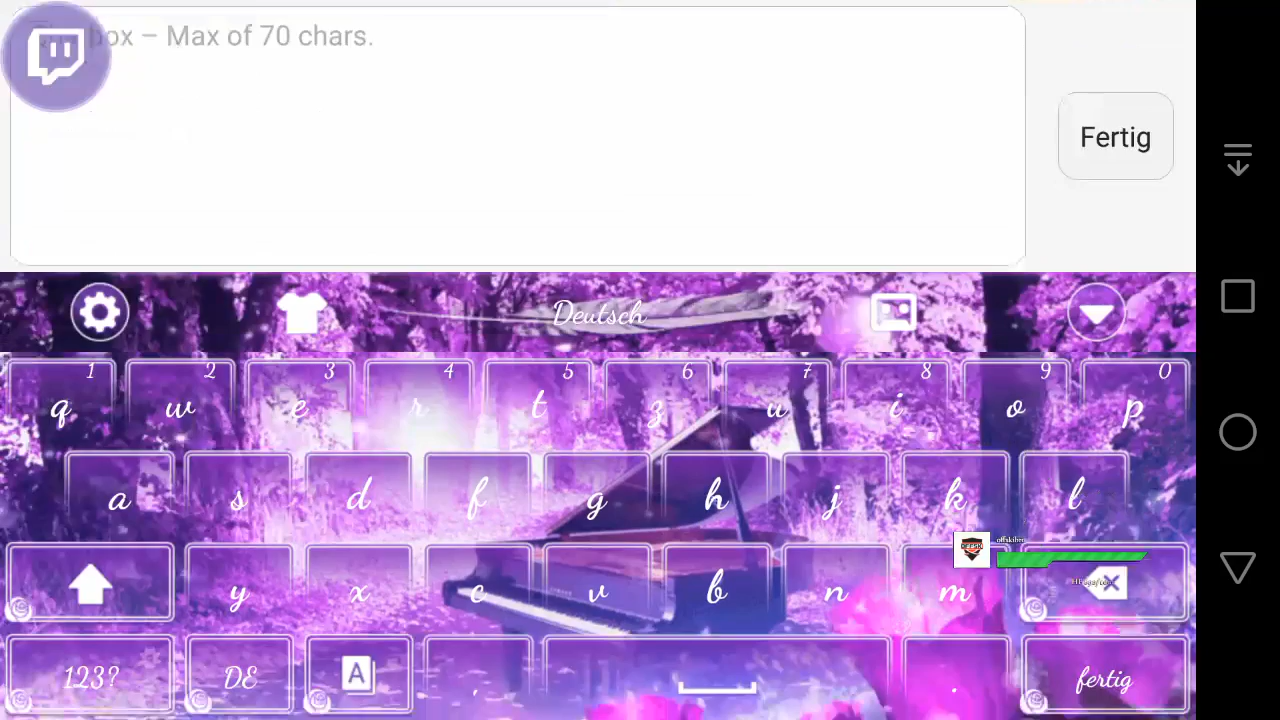 box – Max of 70 chars.
Fertig
Deutsch
1 2 3 4 5 6 7 8 9 0
q w e r t z u i o p
a s d f g h j k l
offskibro
y x c v b n m
123? DE A , . fertig